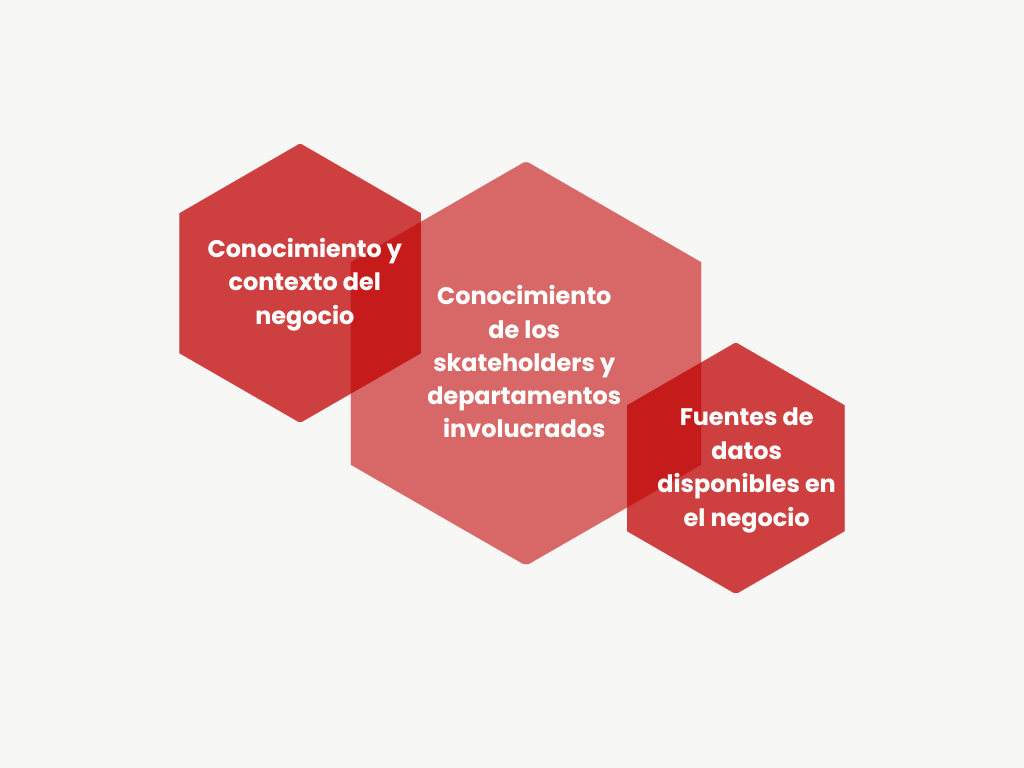 Conocimiento y
contexto del
negocio
Conocimiento
de los
skateholders y
departamentos
involucrados
Fuentes de
datos
disponibles en
el negocio